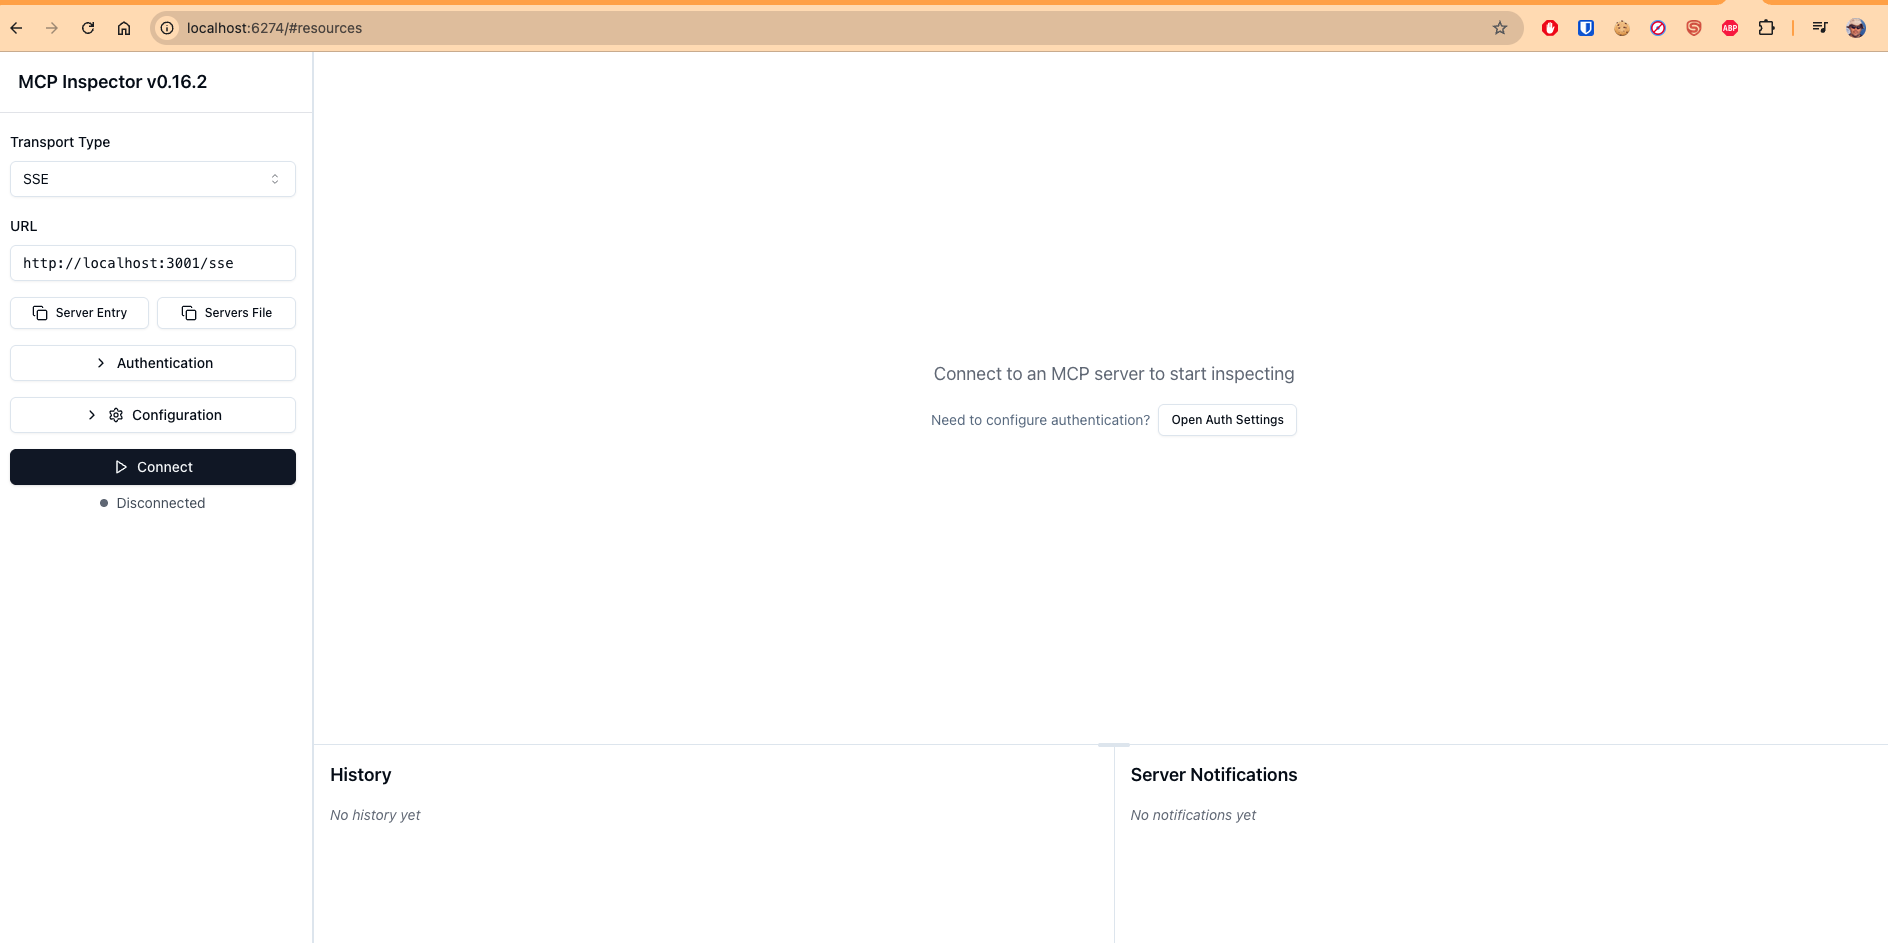 localhost:6274/#resources
ABP
MCP Inspector v0.16.2
Transport Type
SSE
URL
http://localhost:3001/sse
Server Entry
Servers File
Authentication
Configuration
Connect
Disconnected
Connect to an MCP server to start inspecting
Need to configure authentication? Open Auth Settings
History
No history yet
Server Notifications
No notifications yet